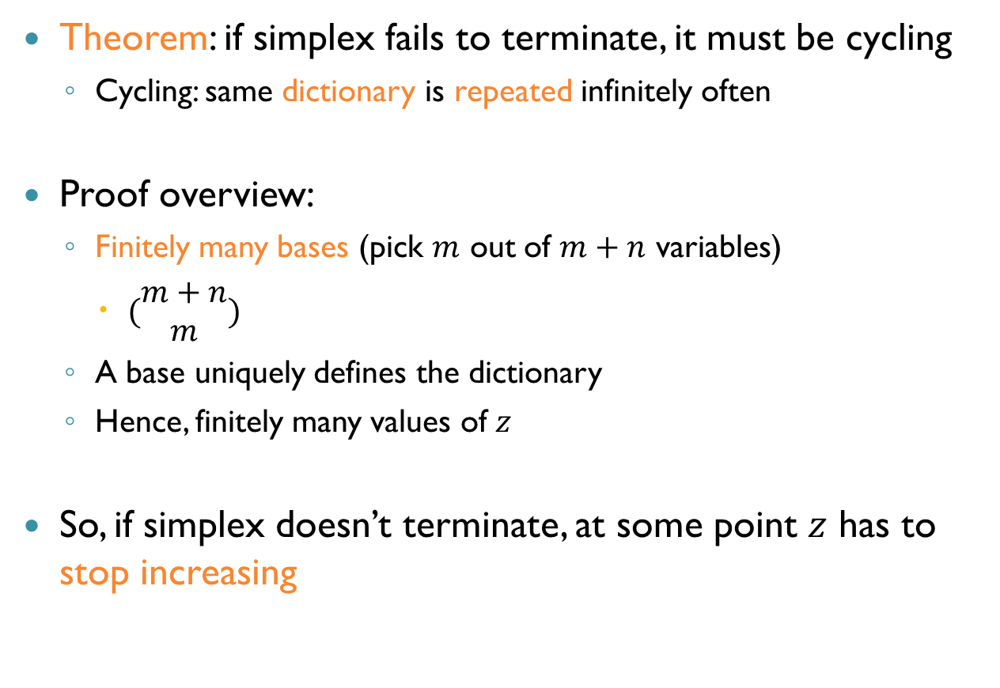 • Theorem: if simplex fails to terminate, it must be cycling
◦ Cycling: same dictionary is repeated infinitely often
• Proof overview:
◦ Finitely many bases (pick m out of m + n variables)
• (m + n
m)
◦ A base uniquely defines the dictionary
◦ Hence, finitely many values of z
• So, if simplex doesn't terminate, at some point z has to
stop increasing